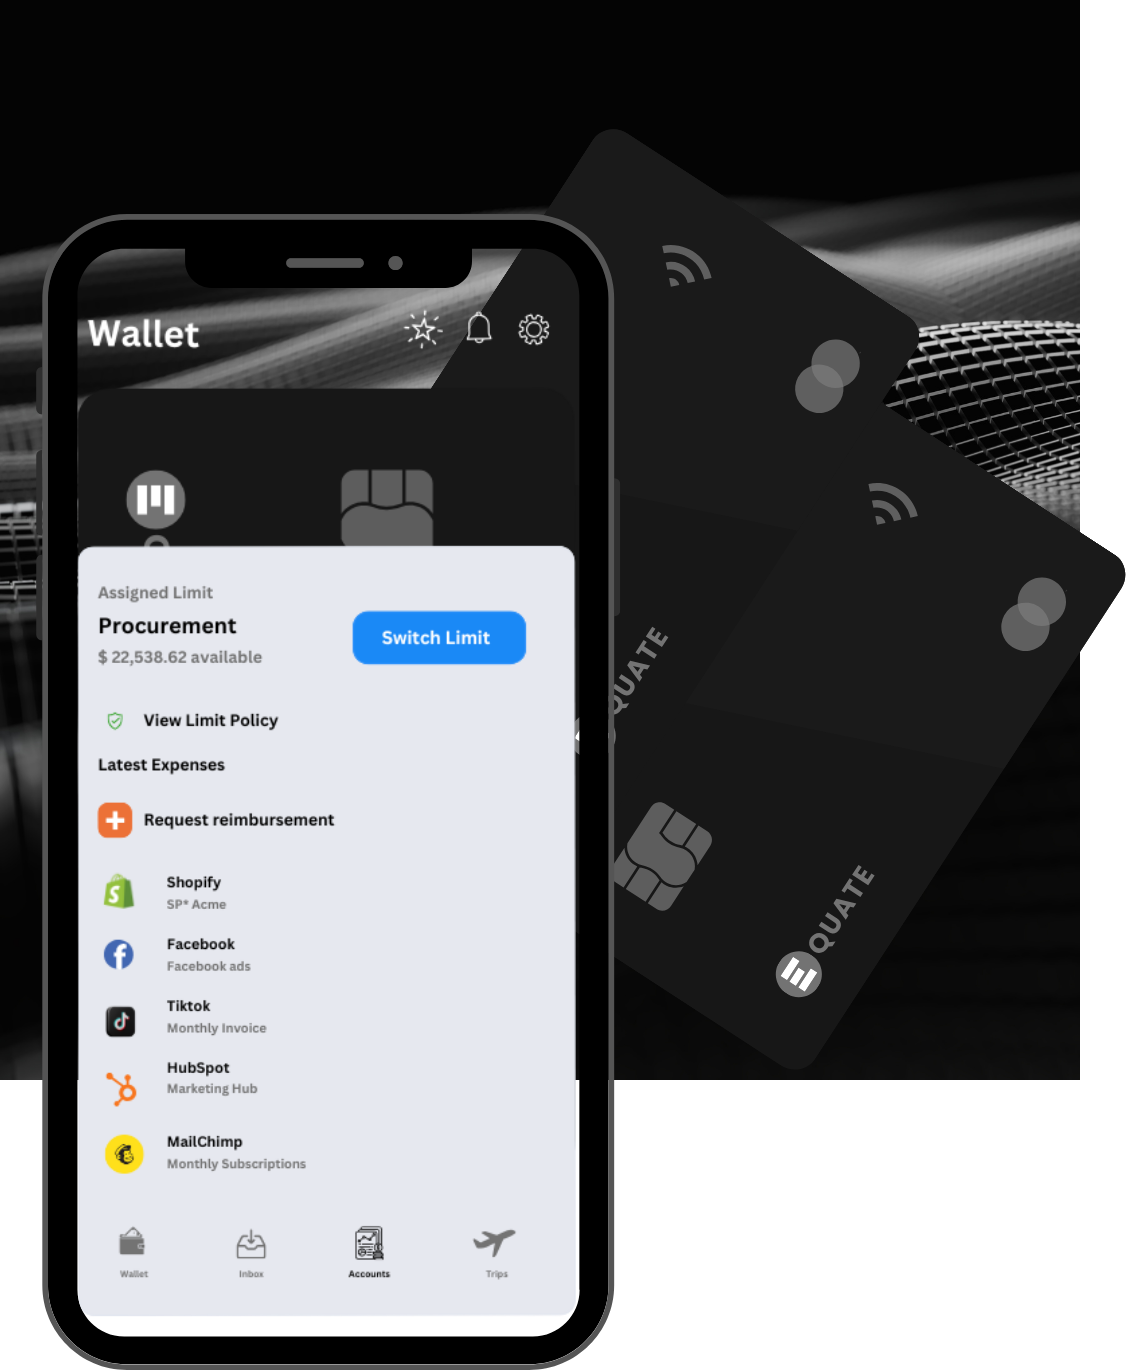 Wallet
Assigned Limit
Procurement
$ 22,538.62 available
Switch Limit
View Limit Policy
Latest Expenses
Request reimbursement
Shopify
SP* Acme
Facebook
Facebook ads
Tiktok
Monthly Invoice
HubSpot
Marketing Hub
MailChimp
Monthly Subscriptions
Wallet
Inbox
Accounts
Trips
QUATE
EQUATE